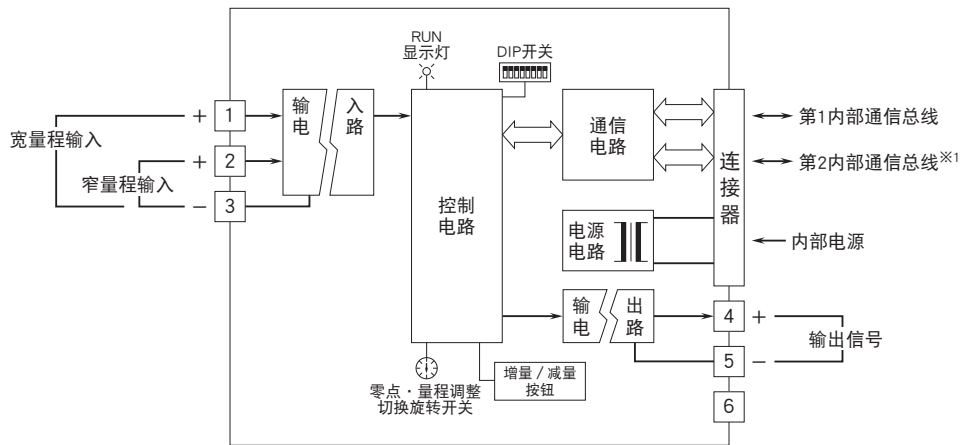 RUN
显示灯
DIP开关
+ 1
宽量程输入
+ 2
窄量程输入
− 3
输 入
电 路
控制
电路
通信
电路
电源
电路
连接器
第1内部通信总线
第2内部通信总线※1
内部电源
输 出
电 路
4 +
输出信号
5 −
6
零点・量程调整
切换旋转开关
增量 / 减量
按钮